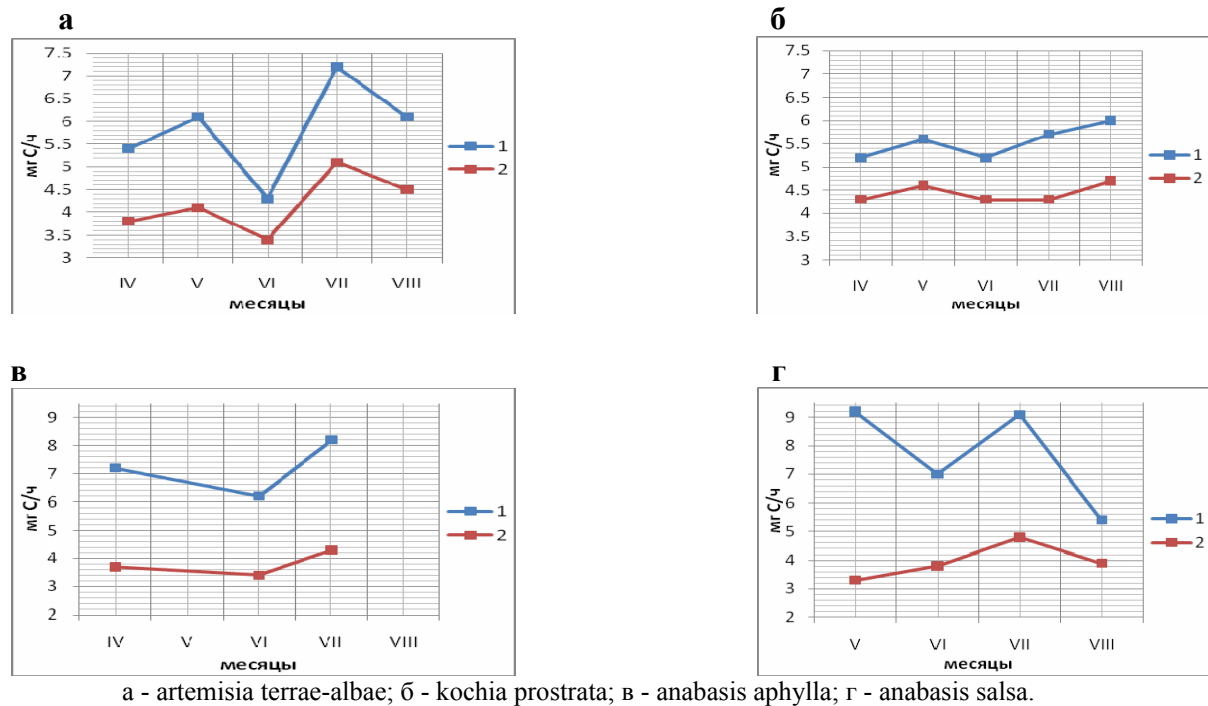 а
7.5
7
6.5
6
5.5
5
4.5
4
3.5
3
мг С/ч
IV V VI VII VIII
месяцы
1
2
б
7.5
7
6.5
6
5.5
5
4.5
4
3.5
3
мг С/ч
IV V VI VII VIII
месяцы
1
2
в
9
8
7
6
5
4
3
2
мг С/ч
IV V VI VII VIII
месяцы
1
2
г
9
8
7
6
5
4
3
2
мг С/ч
V VI VII VIII
месяцы
1
2
а - artemisia terrae-albae; б - kochia prostrata; в - anabasis aphylla; г - anabasis salsa.